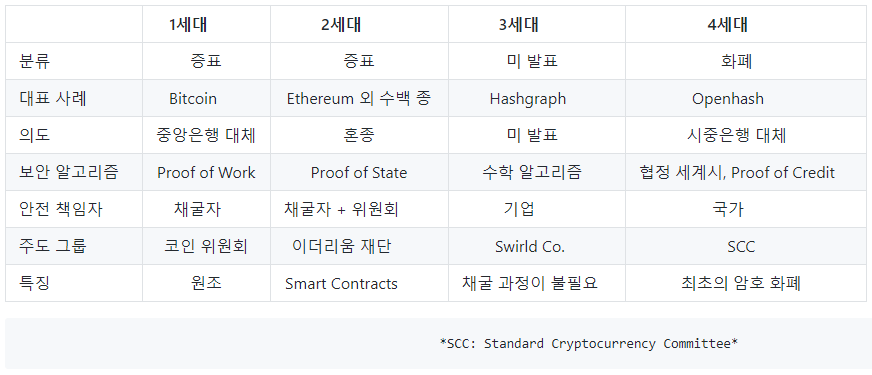 1세대 2세대 3세대 4세대
분류 증표 증표 미 발표 화폐
대표 사례 Bitcoin Ethereum 외 수백 종 Hashgraph Openhash
의도 중앙은행 대체 혼종 미 발표 시중은행 대체
보안 알고리즘 Proof of Work Proof of State 수학 알고리즘 협정 세계시, Proof of Credit
안전 책임자 채굴자 채굴자 + 위원회 기업 국가
주도 그룹 코인 위원회 이더리움 재단 Swirld Co. SCC
특징 원조 Smart Contracts 채굴 과정이 불필요 최초의 암호 화폐
*SCC: Standard Cryptocurrency Committee*